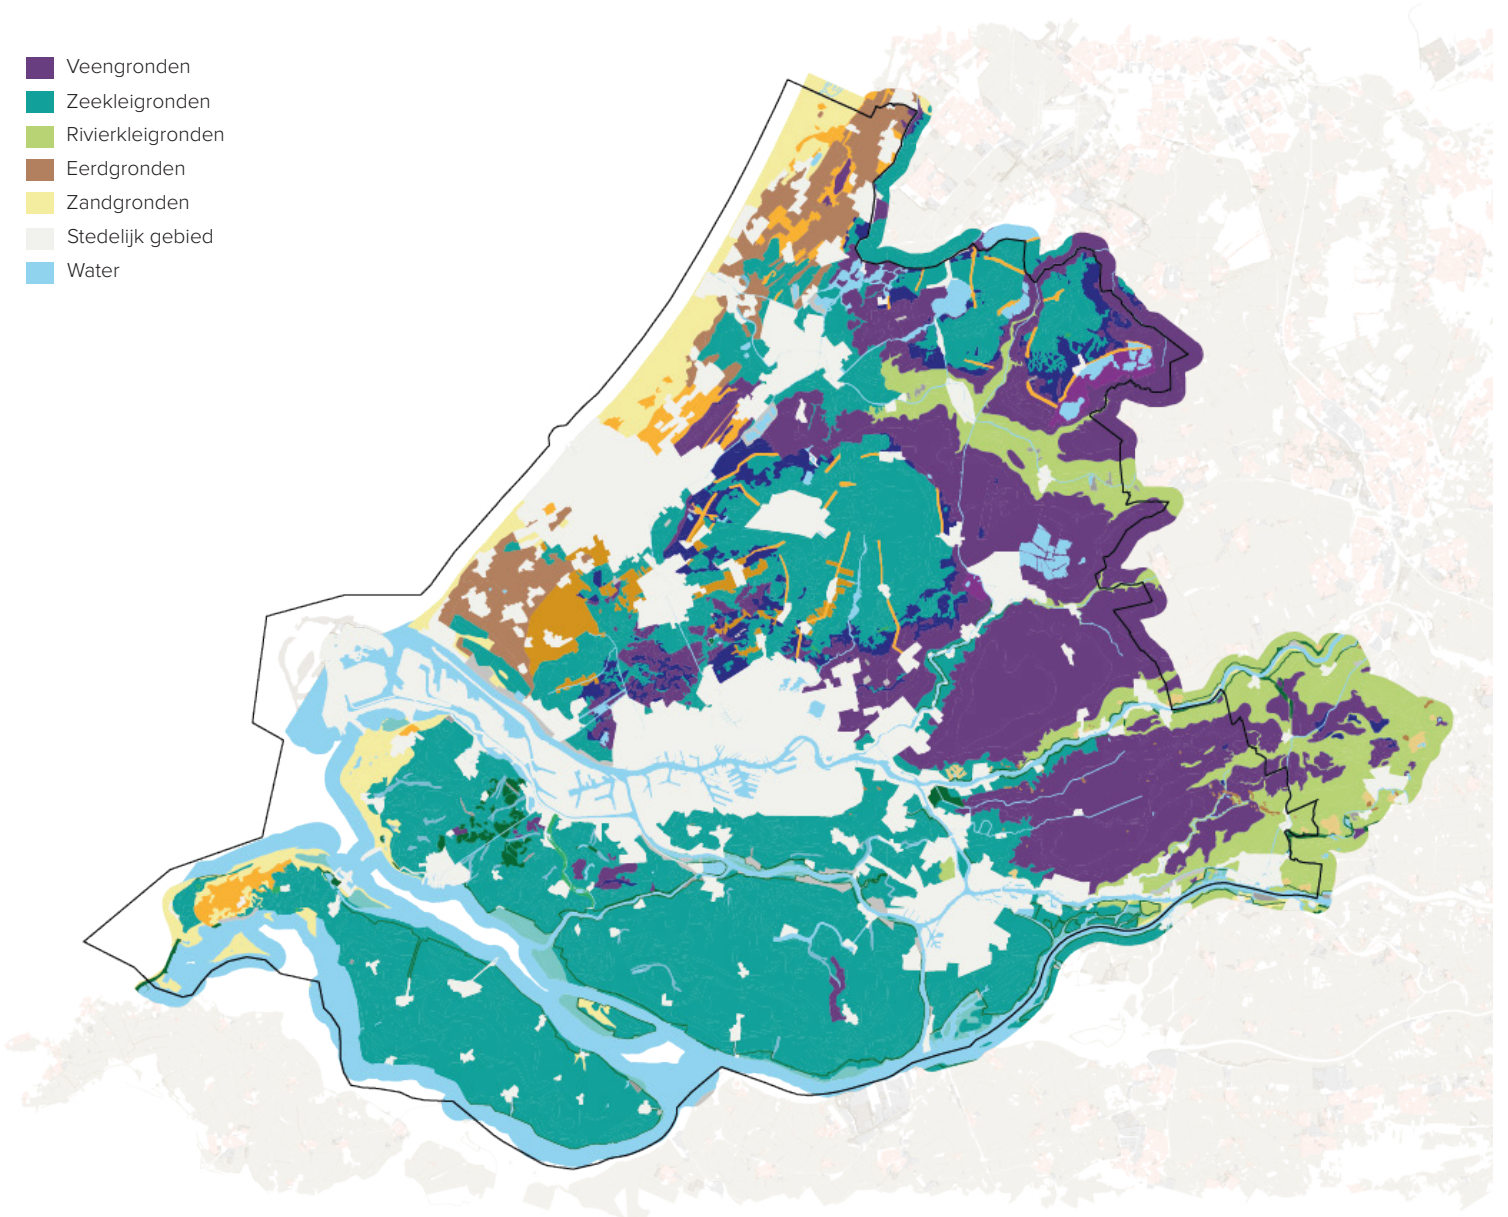 Veengronden
Zeekleigronden
Rivierkleigronden
Eerdgronden
Zandgronden
Stedelijk gebied
Water